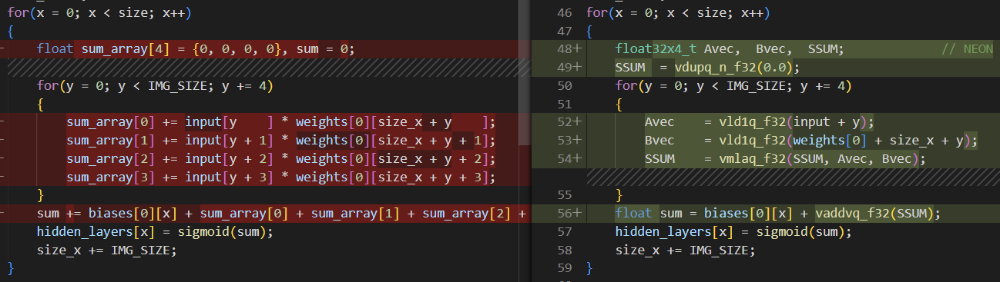 for(x = 0; x < size; x++)
{
    float sum_array[4] = {0, 0, 0, 0}, sum = 0;
    for(y = 0; y < IMG_SIZE; y += 4)
    {
        sum_array[0] += input[y    ] * weights[0][size_x + y    ];
        sum_array[1] += input[y + 1] * weights[0][size_x + y + 1];
        sum_array[2] += input[y + 2] * weights[0][size_x + y + 2];
        sum_array[3] += input[y + 3] * weights[0][size_x + y + 3];
    }
    sum += biases[0][x] + sum_array[0] + sum_array[1] + sum_array[2] +
    hidden_layers[x] = sigmoid(sum);
    size_x += IMG_SIZE;
}
46 for(x = 0; x < size; x++)
47 {
48+     float32x4_t Avec,  Bvec,  SSUM;             // NEON
49+     SSUM  = vdupq_n_f32(0.0);
50     for(y = 0; y < IMG_SIZE; y += 4)
51     {
52+         Avec    = vld1q_f32(input + y);
53+         Bvec    = vld1q_f32(weights[0] + size_x + y);
54+         SSUM    = vmlaq_f32(SSUM, Avec, Bvec);
55     }
56+     float sum = biases[0][x] + vaddvq_f32(SSUM);
57     hidden_layers[x] = sigmoid(sum);
58     size_x += IMG_SIZE;
59 }